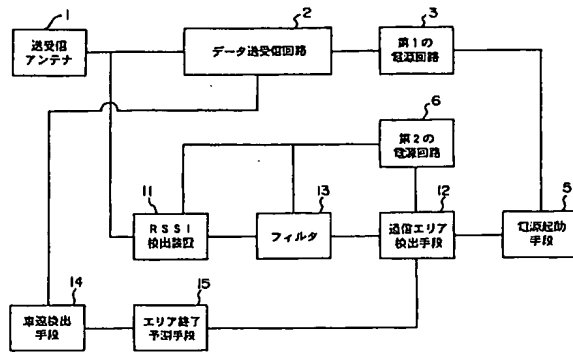 1
送受信
アンテナ
2
データ送受信回路
3
第1の
電源回路
6
第2の
電源回路
11
RSSI
検出装置
13
フィルタ
12
通信エリア
検出手段
5
電源起動
手段
14
車速検出
手段
15
エリア終了
予測手段